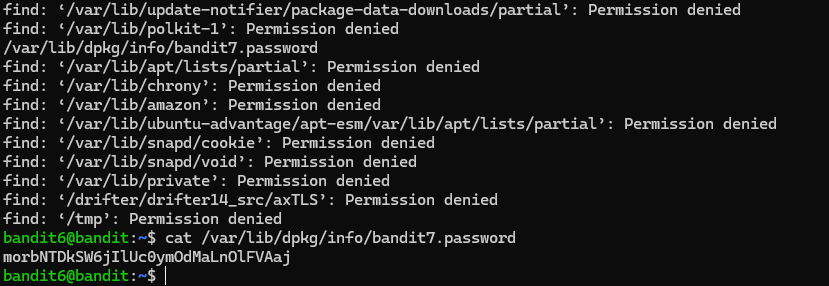 find: ‘/var/lib/update-notifier/package-data-downloads/partial’: Permission denied
find: ‘/var/lib/polkit-1’: Permission denied
/var/lib/dpkg/info/bandit7.password
find: ‘/var/lib/apt/lists/partial’: Permission denied
find: ‘/var/lib/chrony’: Permission denied
find: ‘/var/lib/amazon’: Permission denied
find: ‘/var/lib/ubuntu-advantage/apt-esm/var/lib/apt/lists/partial’: Permission denied
find: ‘/var/lib/snapd/cookie’: Permission denied
find: ‘/var/lib/snapd/void’: Permission denied
find: ‘/var/lib/private’: Permission denied
find: ‘/drifter/drifter14_src/axTLS’: Permission denied
find: ‘/tmp’: Permission denied
bandit6@bandit:~$ cat /var/lib/dpkg/info/bandit7.password
morbNTDkSW6jIlUc0ymOdMaLnOlFVAaj
bandit6@bandit:~$